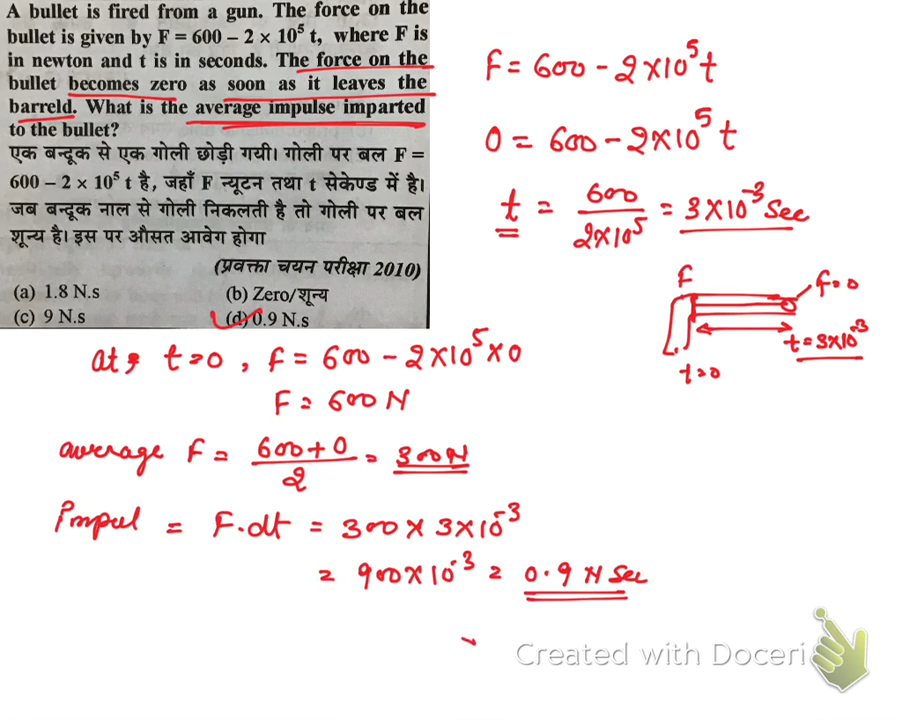 A bullet is fired from a gun. The force on the
bullet is given by F = 600 – 2 × 10⁵ t, where F is
in newton and t is in seconds. The force on the
bullet becomes zero as soon as it leaves the
barreld. What is the average impulse imparted
to the bullet?
एक बन्दूक से एक गोली छोड़ी गयी। गोली पर बल F =
600 – 2 × 10⁵ t है, जहाँ F न्यूटन तथा t सेकेण्ड में है।
जब बन्दूक नाल से गोली निकलती है तो गोली पर बल
शून्य है। इस पर औसत आवेग होगा
(प्रवक्ता चयन परीक्षा 2010)
(a) 1.8 N.s (b) Zero/शून्य
(c) 9 N.s (d) 0.9 N.s
F = 600 - 2×10⁵t
0 = 600 - 2×10⁵ t
t = 600/2×10⁵ = 3×10⁻³ Sec
F f=0
t=3×10⁻³
t=0
at, t=0, F = 600 - 2×10⁵×0
F = 600 N
average F = 600+0/2 = 300N
Impul = F.dt = 300 × 3×10⁻³
= 900×10⁻³ = 0.9 N Sec
Created with Doceri